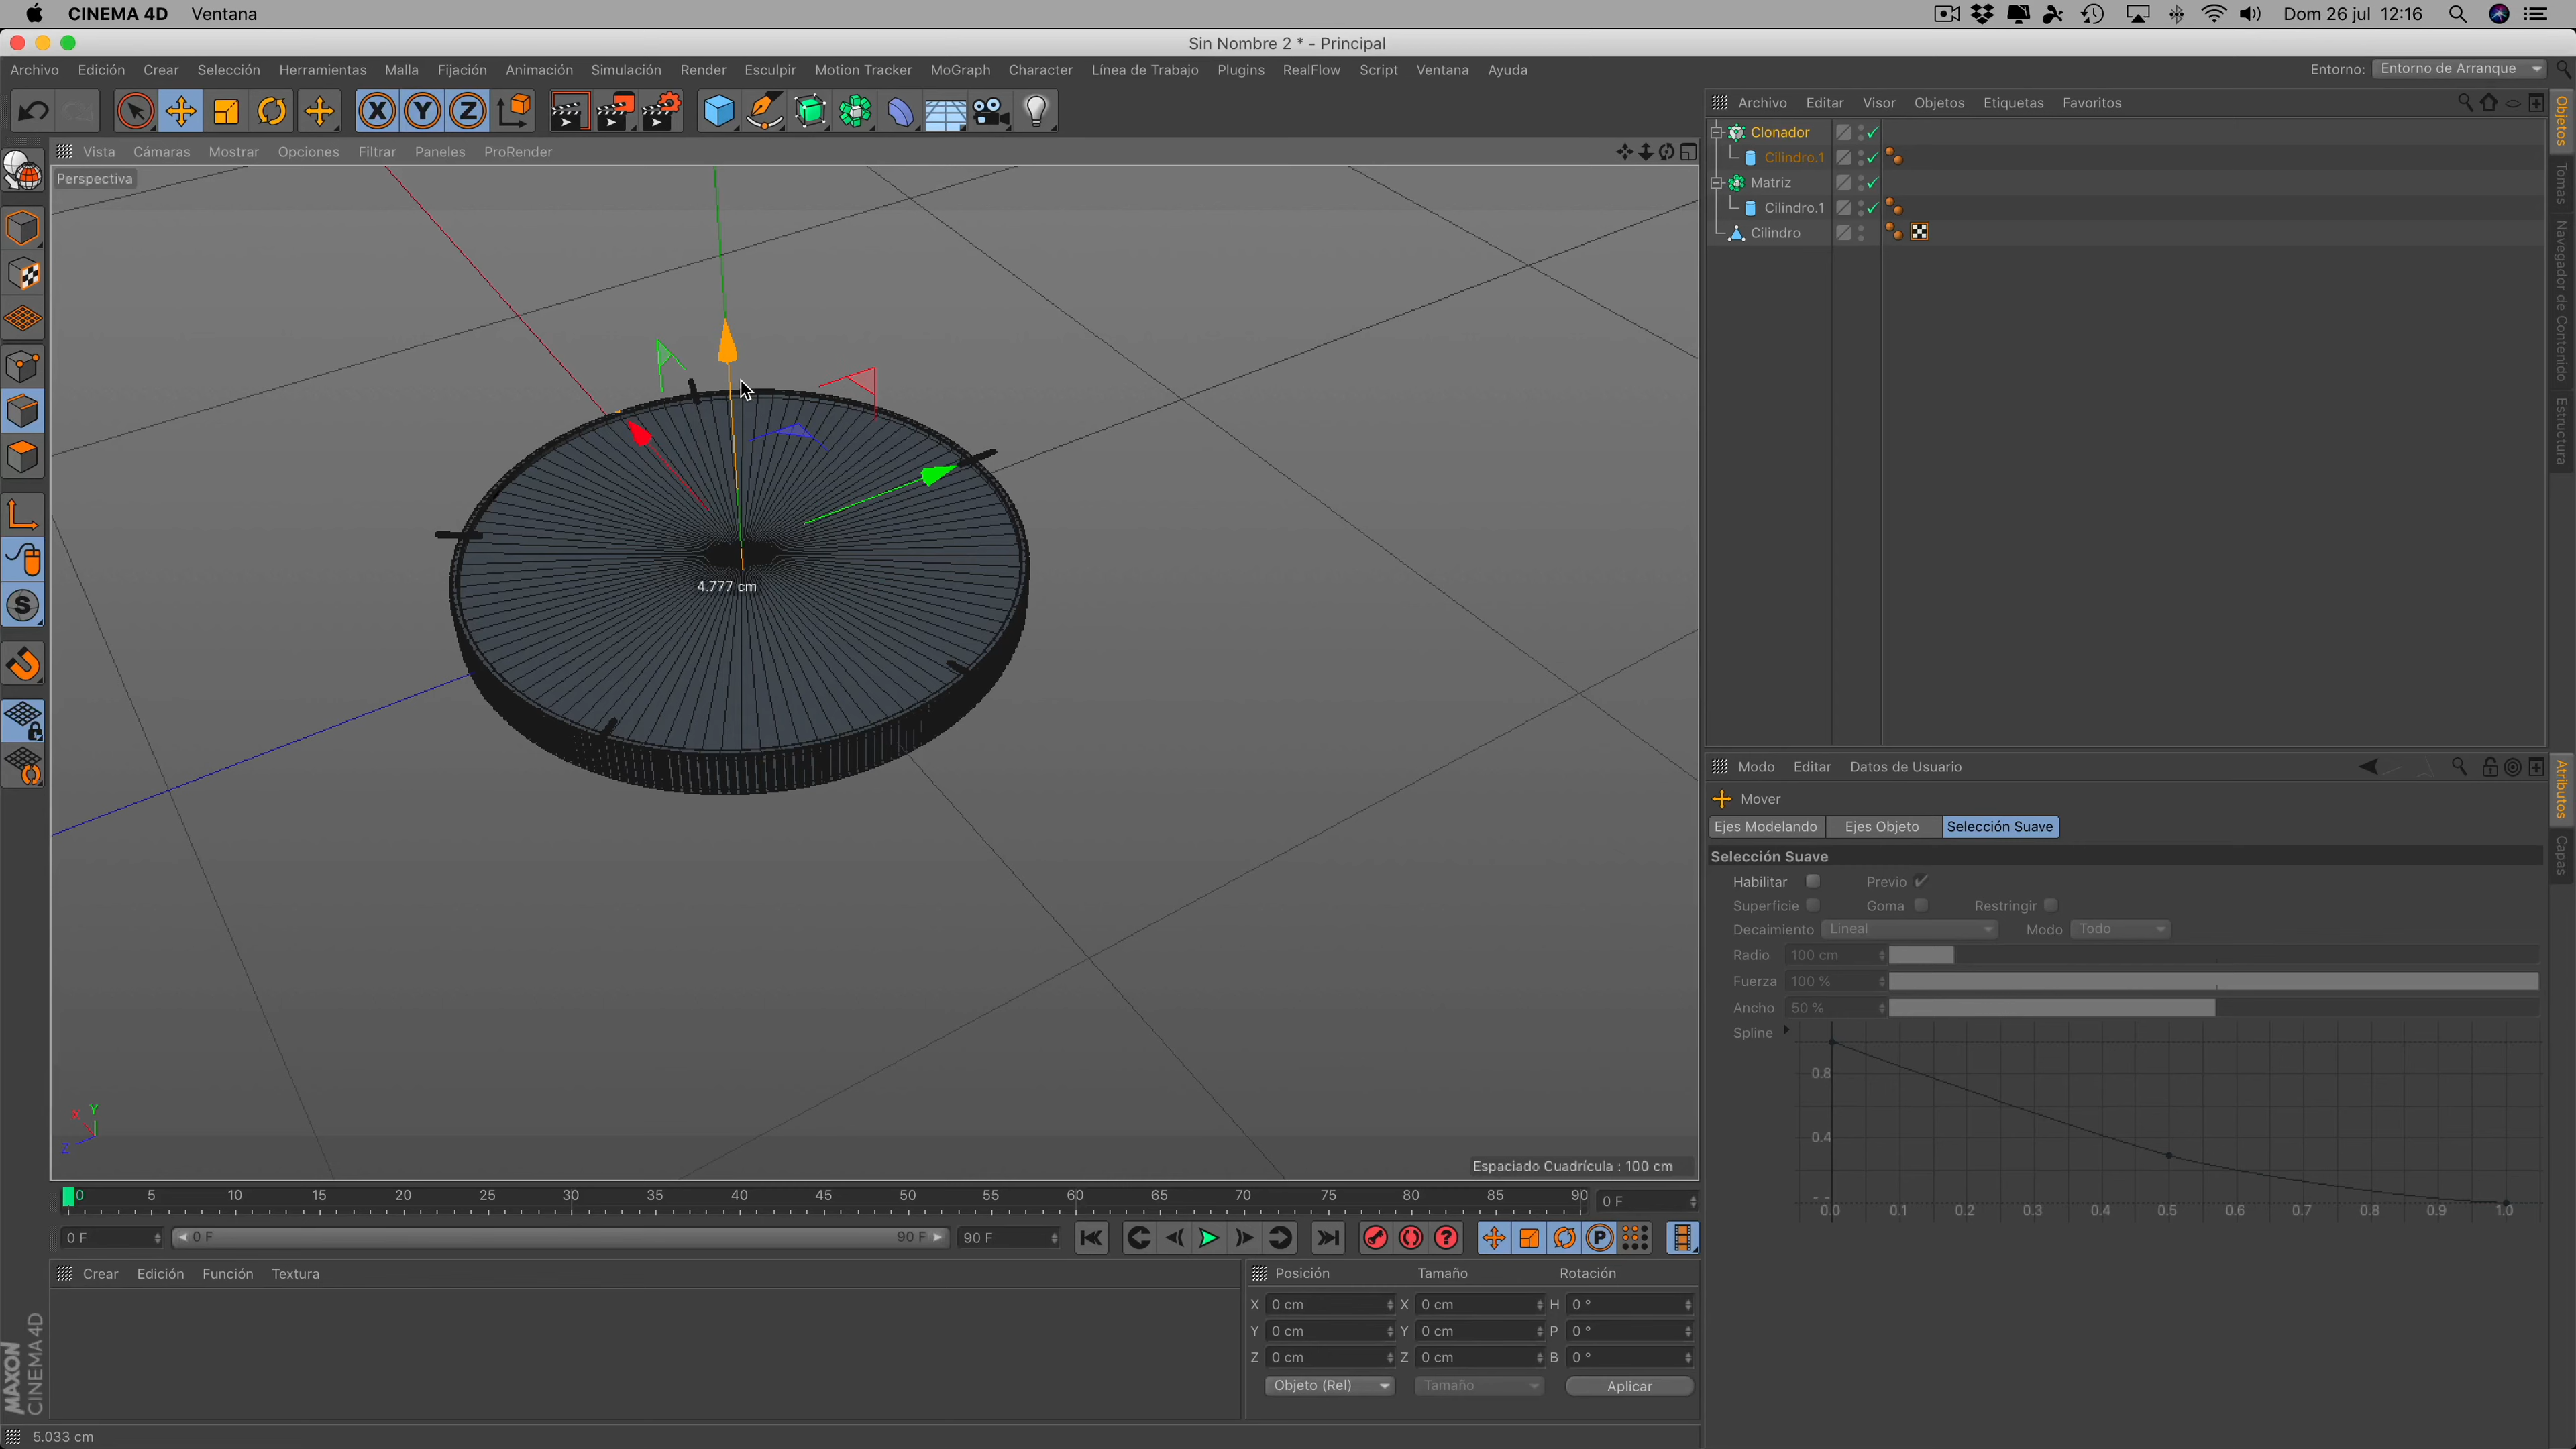 CINEMA 4D Ventana Dom 26 jul 12:16
Sin Nombre 2 * - Principal
Archivo Edición Crear Selección Herramientas Malla Fijación Animación Simulación Render Esculpir Motion Tracker MoGraph Character Línea de Trabajo Plugins RealFlow Script Ventana Ayuda Entorno: Entorno de Arranque
X Y Z
Archivo Editar Visor Objetos Etiquetas Favoritos
Vista Cámaras Mostrar Opciones Filtrar Paneles ProRender
Perspectiva
Clonador
Cilindro.1
Matriz
Cilindro.1
Cilindro
Objetos
Tomas
Navegador de Contenido
Estructura
4.777 cm
S
X Y
Z
Espaciado Cuadrícula : 100 cm
Modo Editar Datos de Usuario
Mover
Ejes Modelando Ejes Objeto Selección Suave
Selección Suave
Habilitar Previo
Superficie Goma Restringir
Decaimiento Lineal Modo Todo
Radio 100 cm
Fuerza 100 %
Ancho 50 %
Spline
0.8
0.4
0.0 0.1 0.2 0.3 0.4 0.5 0.6 0.7 0.8 0.9 1.0
Atributos
Capas
0 5 10 15 20 25 30 35 40 45 50 55 60 65 70 75 80 85 90 0 F
0 F 0 F 90 F 90 F ? P
Crear Edición Función Textura
Posición Tamaño Rotación
X 0 cm X 0 cm H 0 °
Y 0 cm Y 0 cm P 0 °
Z 0 cm Z 0 cm B 0 °
Objeto (Rel) Tamaño Aplicar
MAXON
CINEMA 4D
5.033 cm